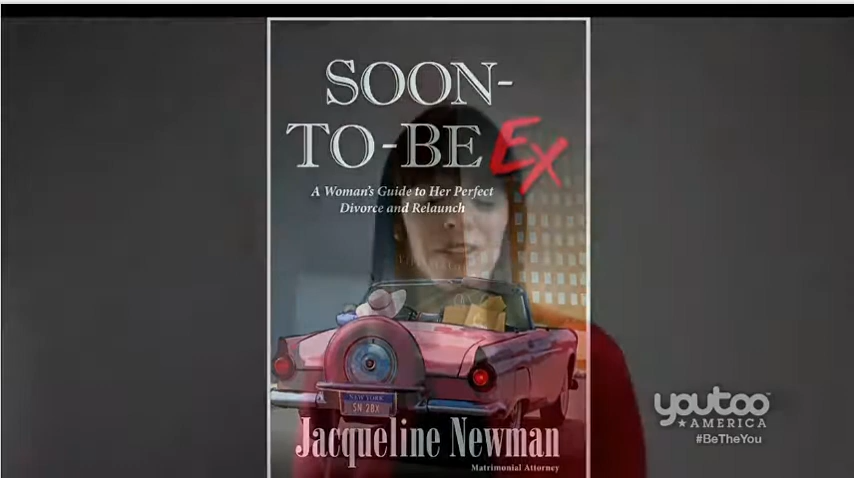 SOON-
TO-BE EX
A Woman's Guide to Her Perfect
Divorce and Relaunch
NEW YORK
SN 2BX
Jacqueline Newman
Matrimonial Attorney
youtoo
AMERICA
#BeTheYou